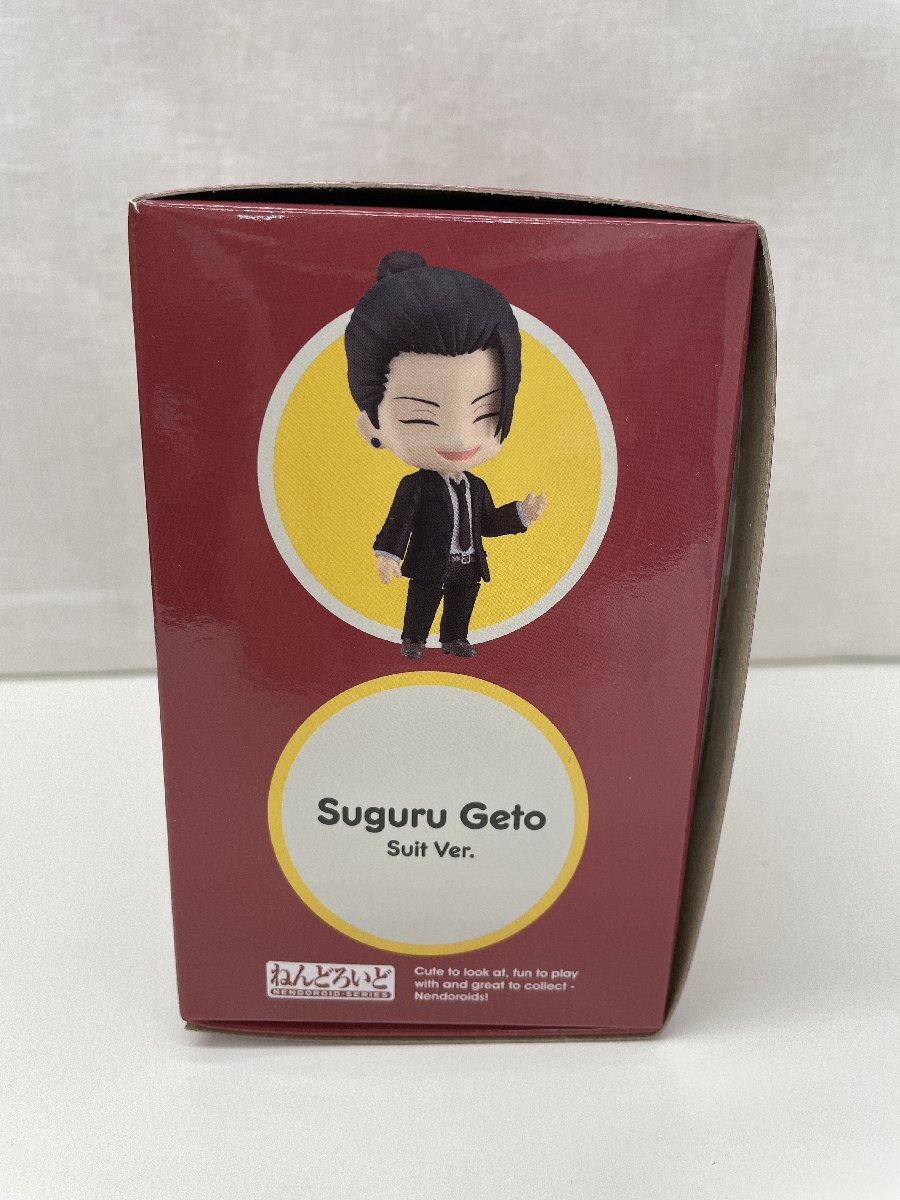 Suguru Geto
Suit Ver.
ねんどろいど
NENDOROID-SERIES
Cute to look at, fun to play
with and great to collect -
Nendoroids!